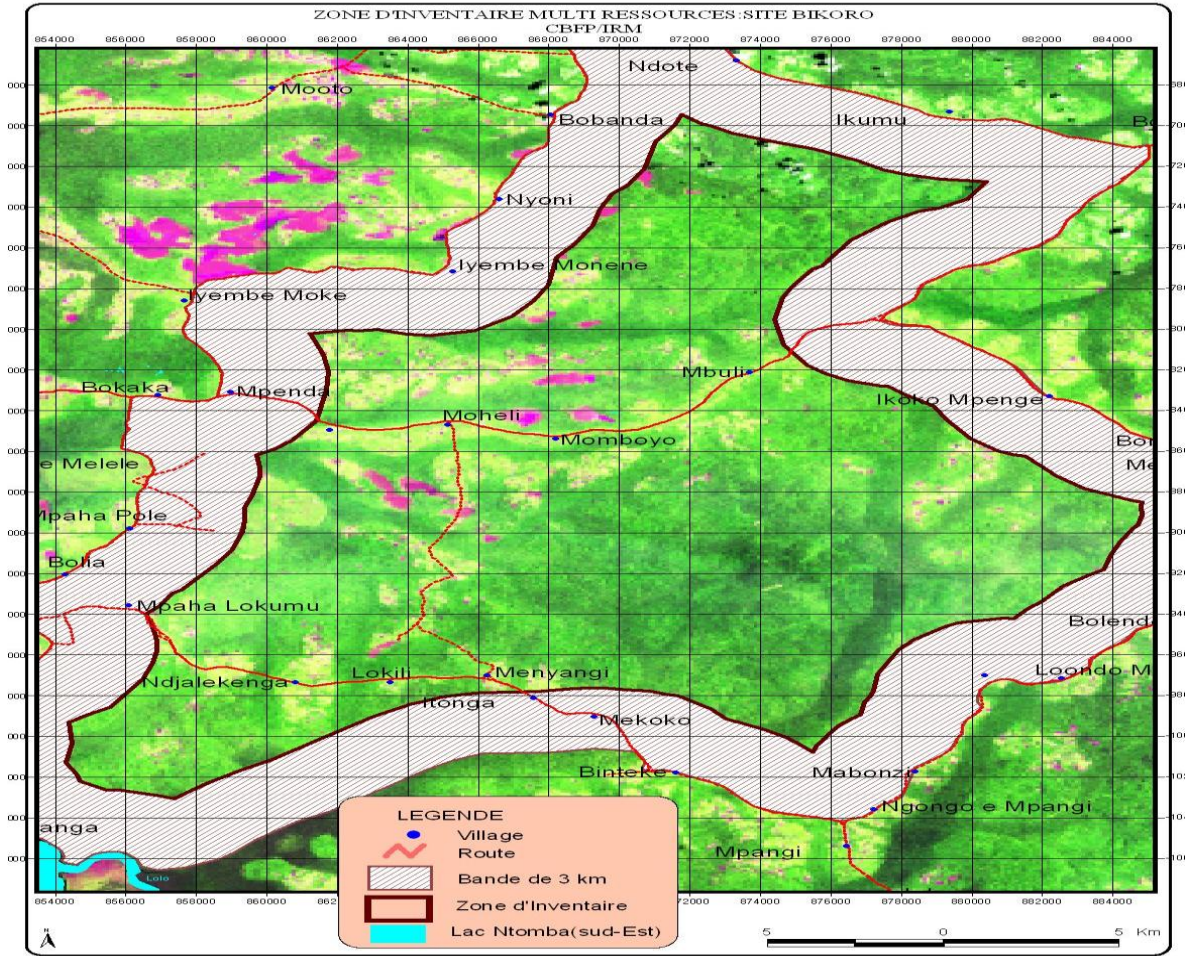 ZONE D'INVENTAIRE MULTI RESSOURCES:SITE BIKORO
CBFP/IRM
854000 856000 858000 860000 862000 864000 866000 868000 870000 872000 874000 876000 878000 880000 882000 884000
Ndote
Mooto
Bobanda
Ikumu
Nyoni
Iyembe Monene
Iyembe Moke
Bokaka
Mpenda
Mbuli
Ikoko Mpenge
Moheli
Momboyo
e Melele
Mpaha Pole
Bolia
Mpaha Lokumu
Bolenda
Ndjalekenga
Lokili
Menyangi
Loondo M
Itonga
Mekoko
Binteke
Mabonzi
Ngongo e Mpangi
anga
Mpangi
Lolo
LEGENDE
Village
Route
Bande de 3 km
Zone d'Inventaire
Lac Ntomba(sud-Est)
N
5 0 5 Km